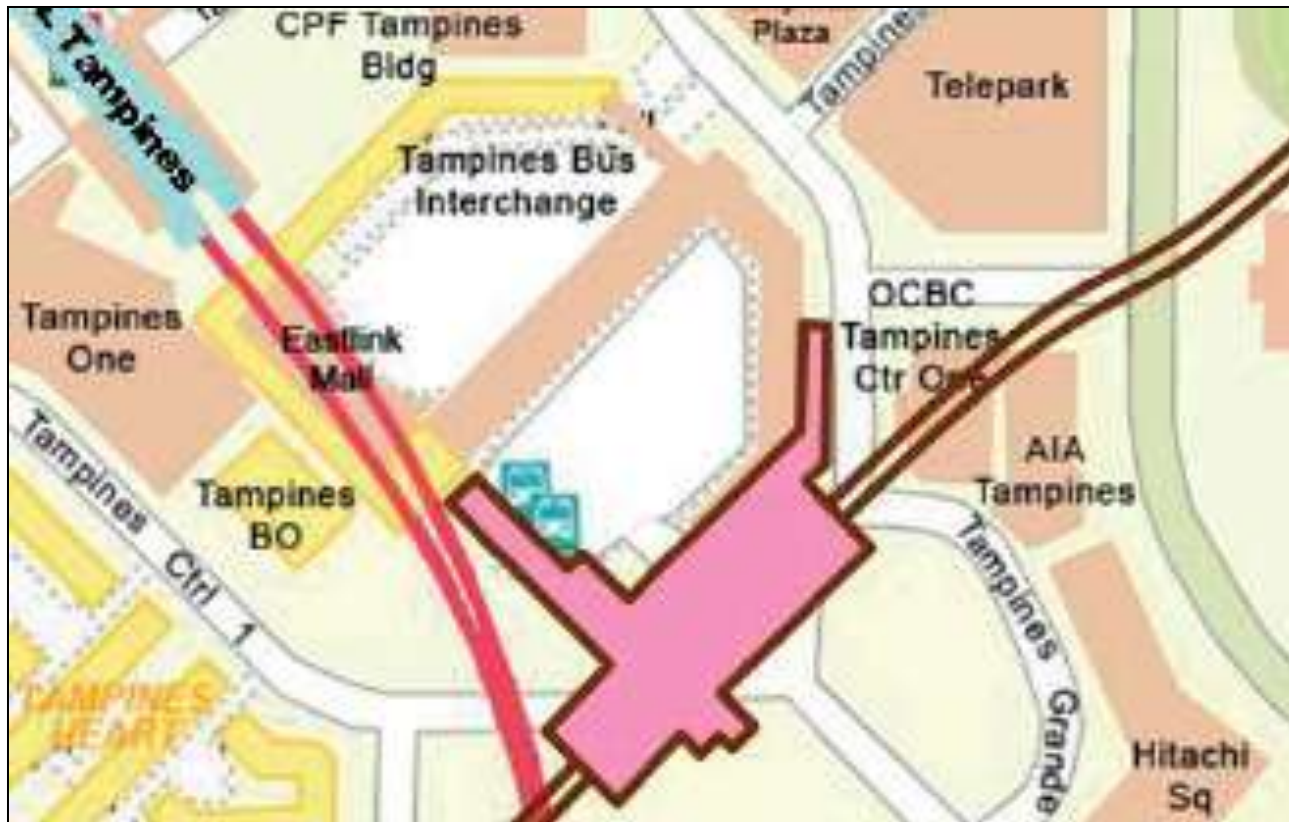 CPF Tampines
Bldg
Plaza
Tampines
Telepark
Tampines
Tampines Bus
Interchange
Tampines
One
Eastlink
Mall
OCBC
Tampines
Ctr One
AIA
Tampines
Tampines
BO
Tampines Ctrl 1
Tampines Grande
TAMPINES
HEART
Hitachi
Sq